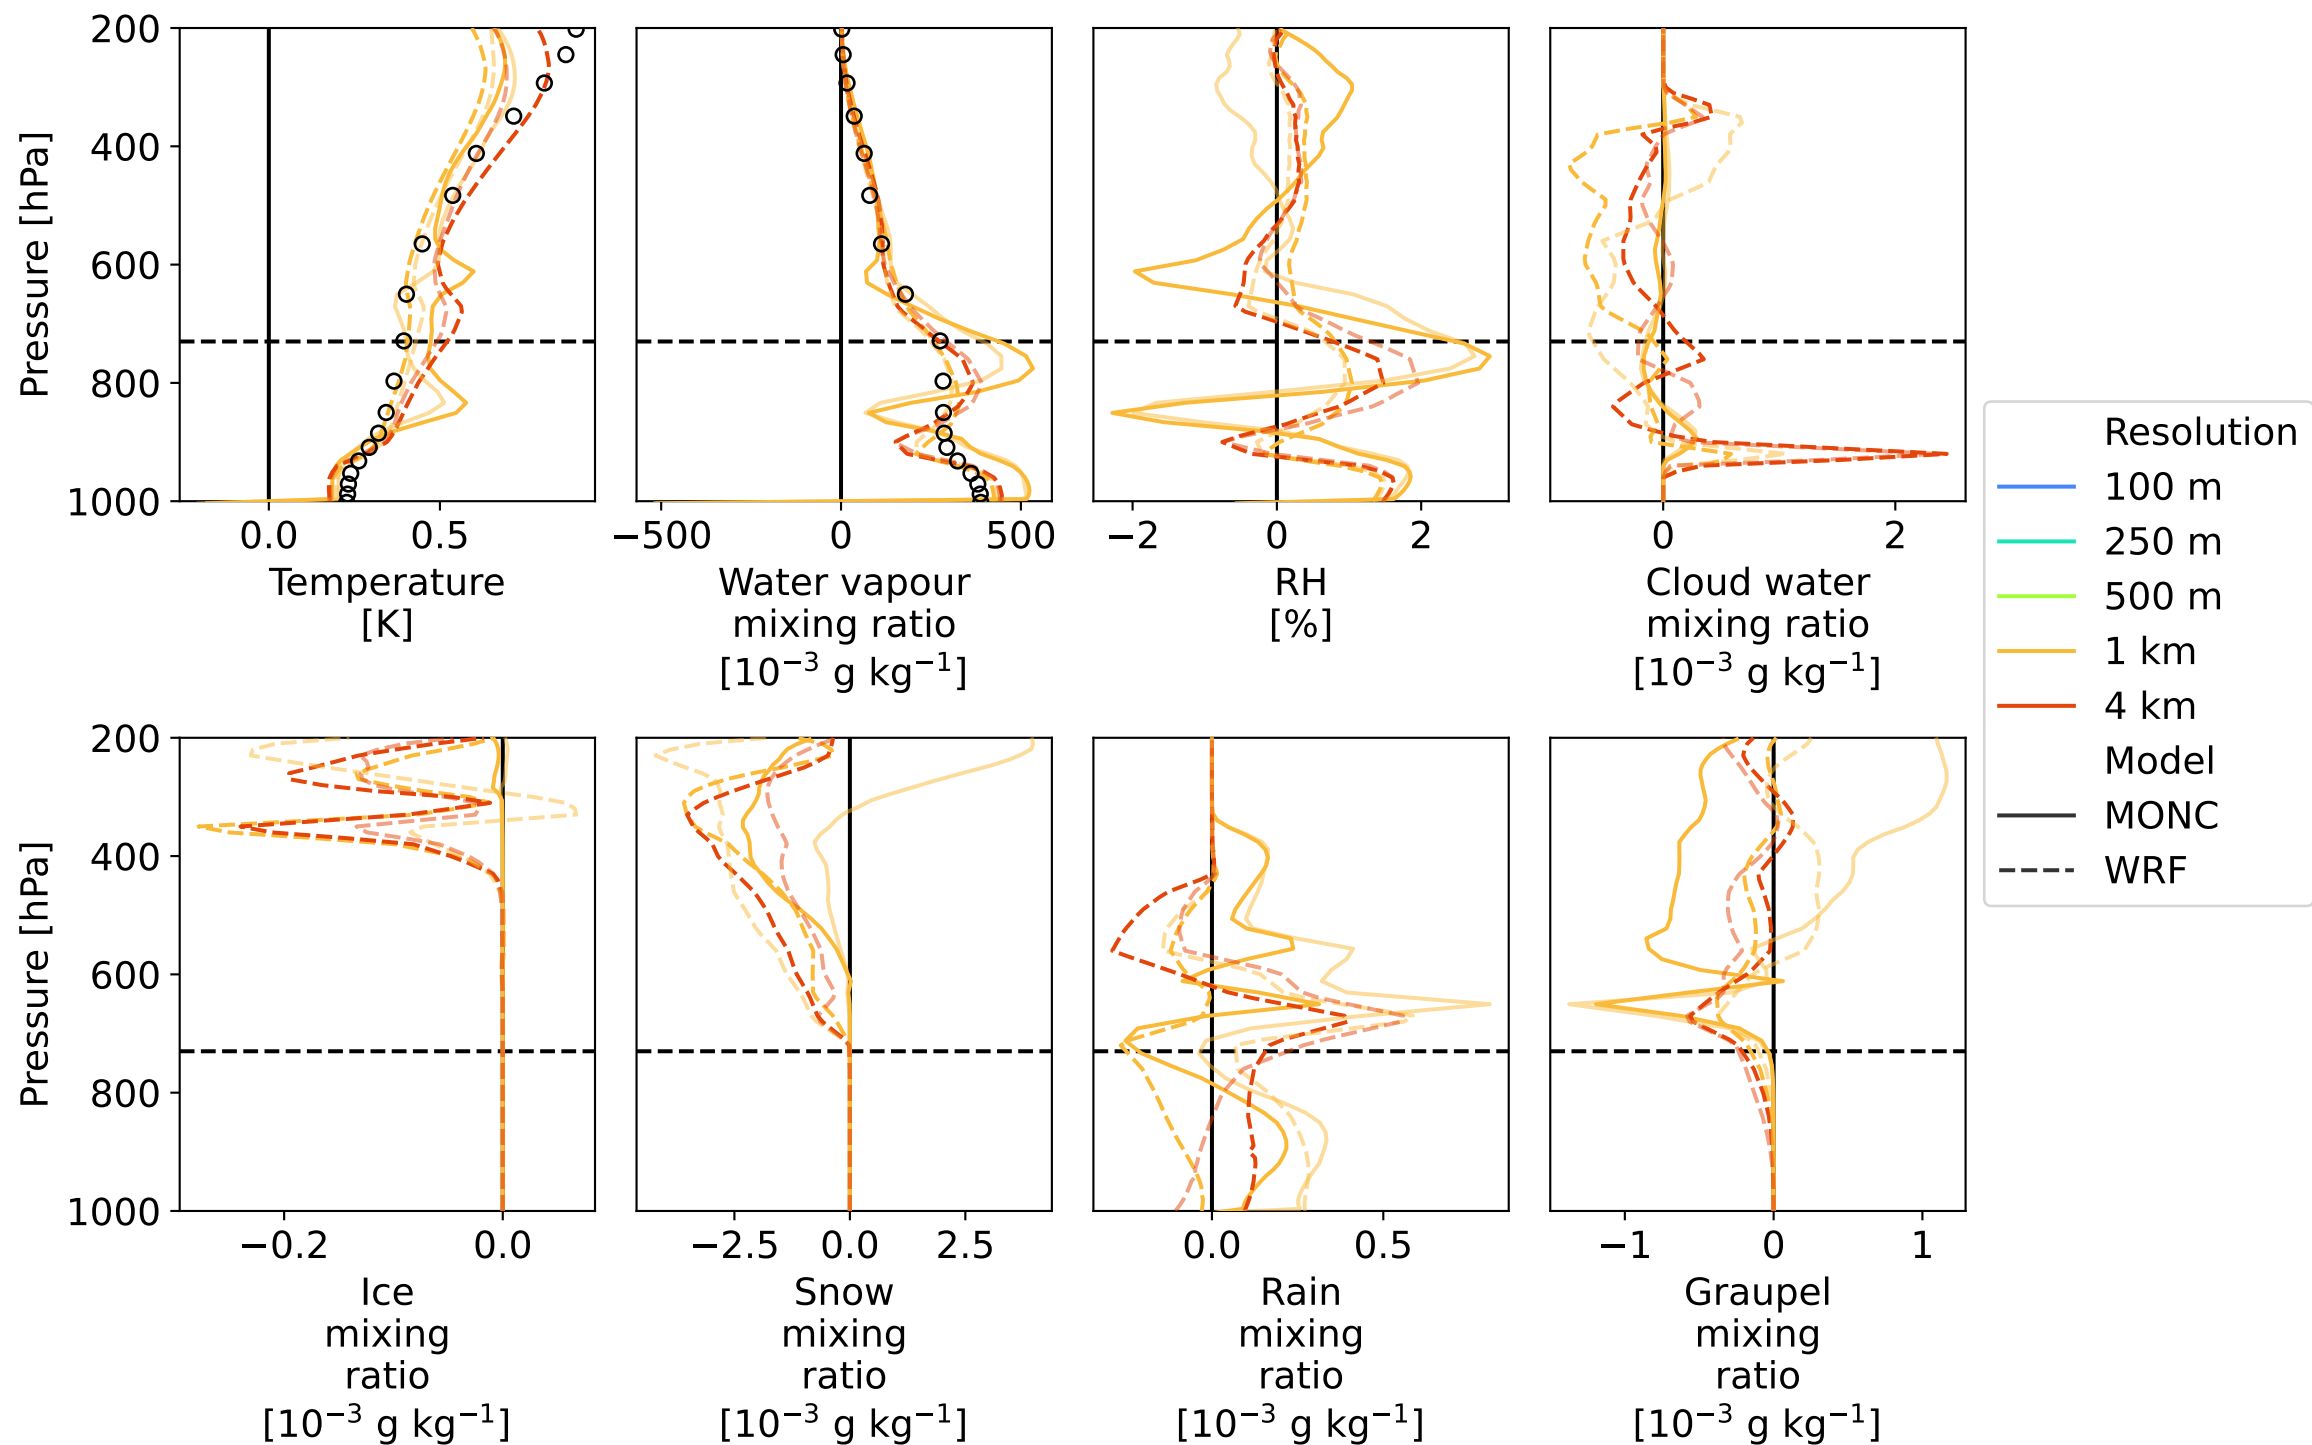 200
400
600
800
1000
Pressure [hPa]
0.0 0.5
Temperature
[K]
−500 0 500
Water vapour
mixing ratio
[10⁻³ g kg⁻¹]
−2 0 2
RH
[%]
0 2
Cloud water
mixing ratio
[10⁻³ g kg⁻¹]
Resolution
100 m
250 m
500 m
1 km
4 km
Model
MONC
WRF
200
400
600
800
1000
Pressure [hPa]
−0.2 0.0
Ice
mixing
ratio
[10⁻³ g kg⁻¹]
−2.5 0.0 2.5
Snow
mixing
ratio
[10⁻³ g kg⁻¹]
0.0 0.5
Rain
mixing
ratio
[10⁻³ g kg⁻¹]
−1 0 1
Graupel
mixing
ratio
[10⁻³ g kg⁻¹]